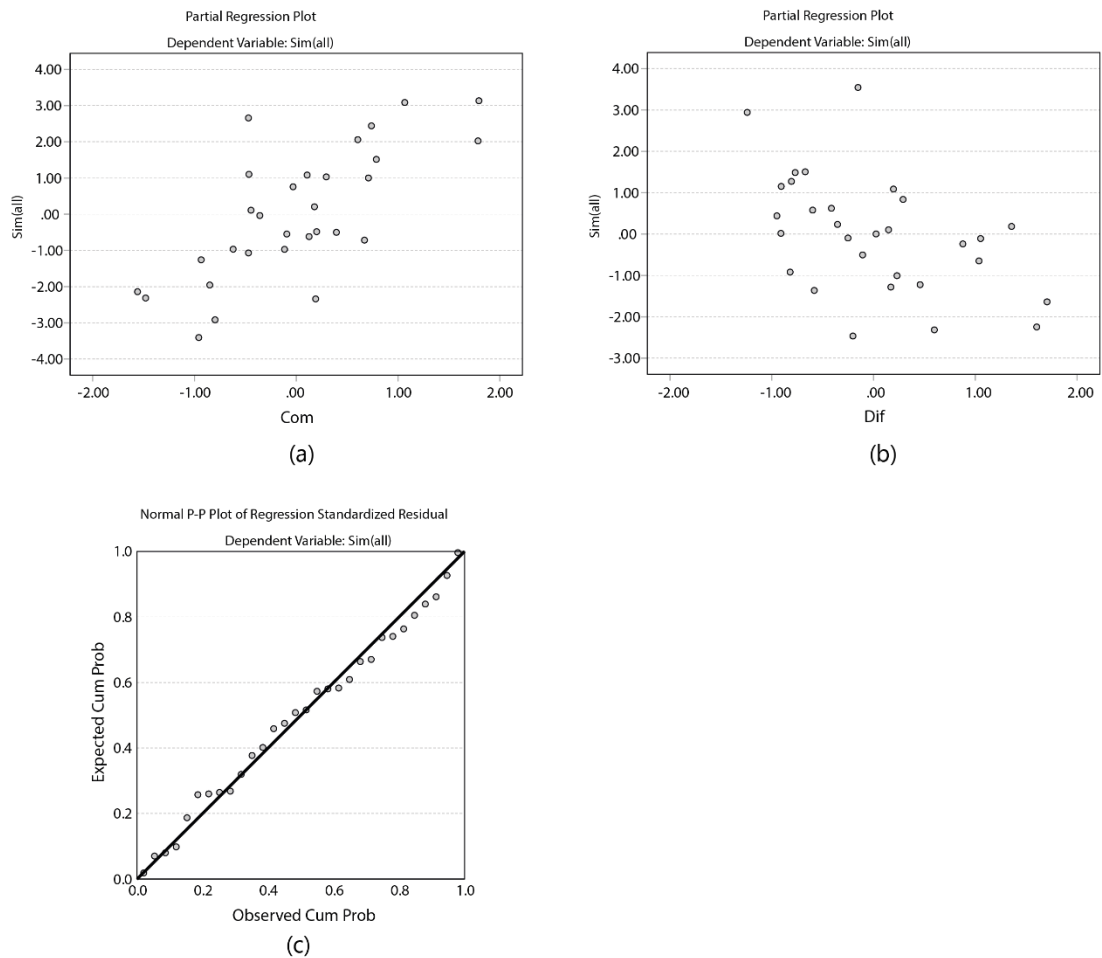 Partial Regression Plot
Dependent Variable: Sim(all)
4.00
3.00
2.00
1.00
.00
-1.00
-2.00
-3.00
-4.00
Sim(all)
-2.00 -1.00 .00 1.00 2.00
Com
(a)
Partial Regression Plot
Dependent Variable: Sim(all)
4.00
3.00
2.00
1.00
.00
-1.00
-2.00
-3.00
Sim(all)
-2.00 -1.00 .00 1.00 2.00
Dif
(b)
Normal P-P Plot of Regression Standardized Residual
Dependent Variable: Sim(all)
1.0
0.8
0.6
0.4
0.2
0.0
Expected Cum Prob
0.0 0.2 0.4 0.6 0.8 1.0
Observed Cum Prob
(c)